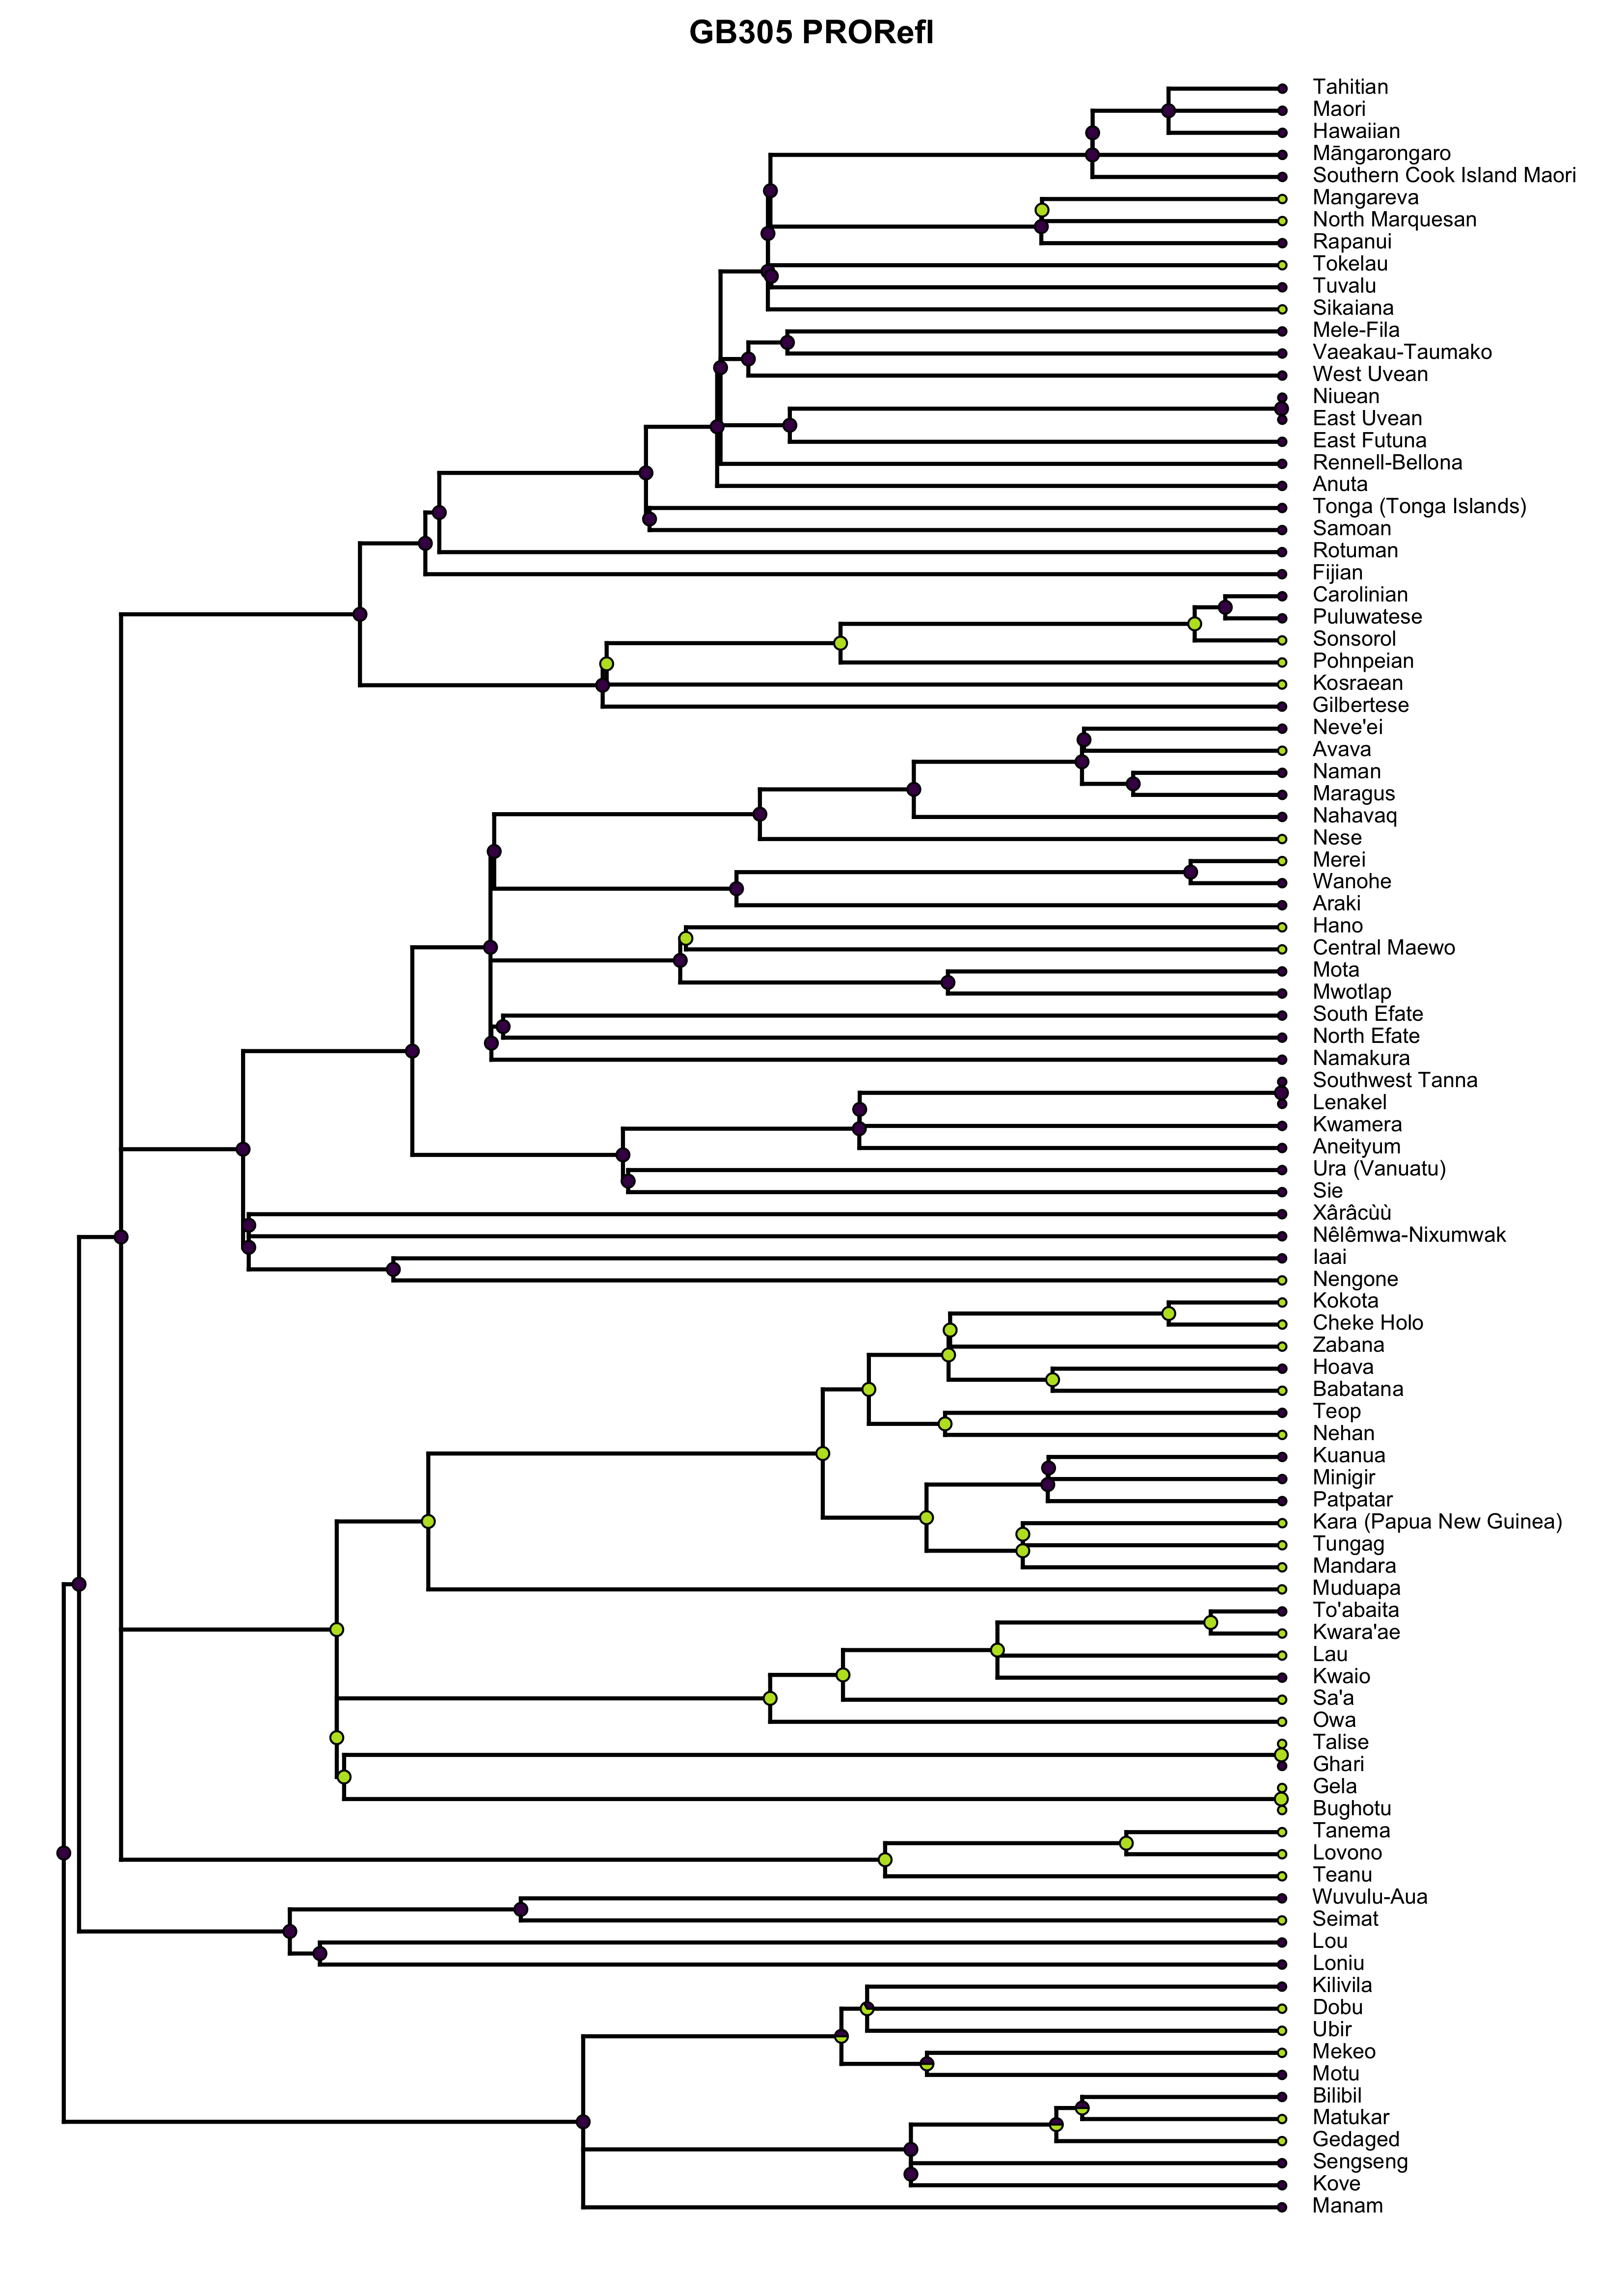 GB305 PRORefl
Tahitian
Maori
Hawaiian
Māngarongaro
Southern Cook Island Maori
Mangareva
North Marquesan
Rapanui
Tokelau
Tuvalu
Sikaiana
Mele-Fila
Vaeakau-Taumako
West Uvean
Niuean
East Uvean
East Futuna
Rennell-Bellona
Anuta
Tonga (Tonga Islands)
Samoan
Rotuman
Fijian
Carolinian
Puluwatese
Sonsorol
Pohnpeian
Kosraean
Gilbertese
Neve'ei
Avava
Naman
Maragus
Nahavaq
Nese
Merei
Wanohe
Araki
Hano
Central Maewo
Mota
Mwotlap
South Efate
North Efate
Namakura
Southwest Tanna
Lenakel
Kwamera
Aneityum
Ura (Vanuatu)
Sie
Xârâcùù
Nêlêmwa-Nixumwak
Iaai
Nengone
Kokota
Cheke Holo
Zabana
Hoava
Babatana
Teop
Nehan
Kuanua
Minigir
Patpatar
Kara (Papua New Guinea)
Tungag
Mandara
Muduapa
To'abaita
Kwara'ae
Lau
Kwaio
Sa'a
Owa
Talise
Ghari
Gela
Bughotu
Tanema
Lovono
Teanu
Wuvulu-Aua
Seimat
Lou
Loniu
Kilivila
Dobu
Ubir
Mekeo
Motu
Bilibil
Matukar
Gedaged
Sengseng
Kove
Manam